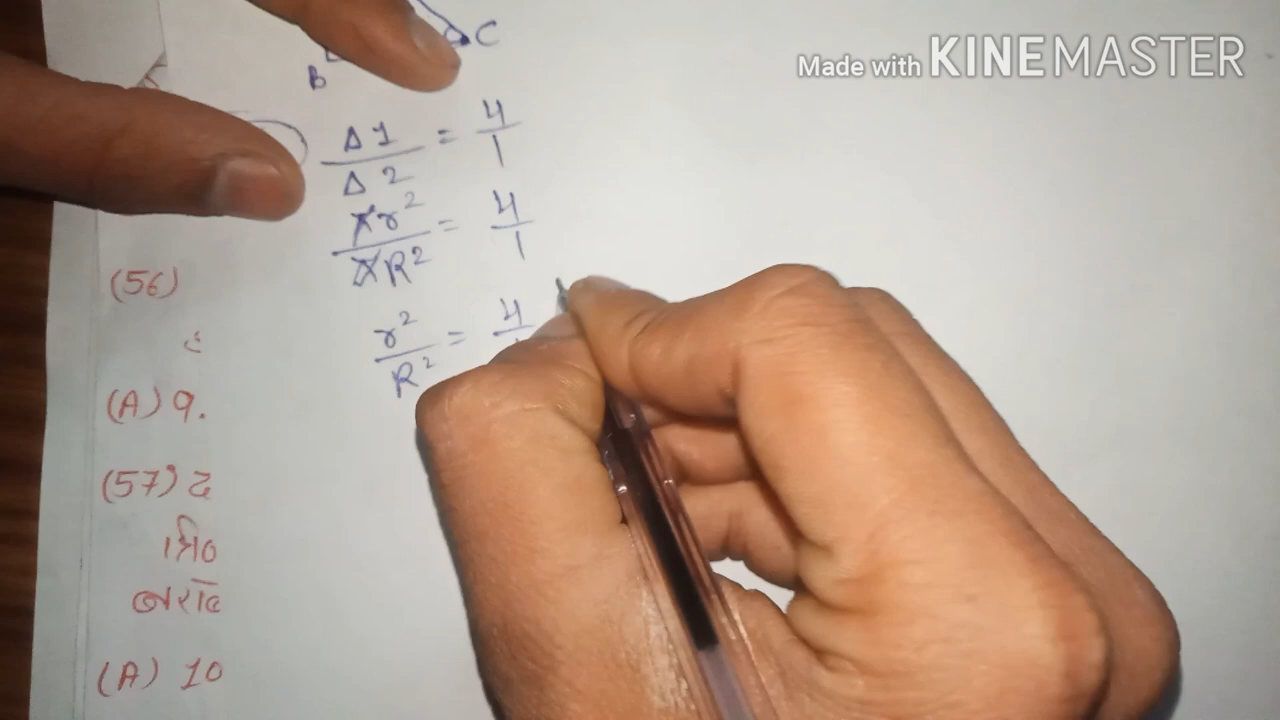 Made with KINEMASTER
C
B
Δ1/Δ2 = 4/1
πr²/πR² = 4/1
r²/R² = 4
(56)
(A) 9.
(57)
(A) 10